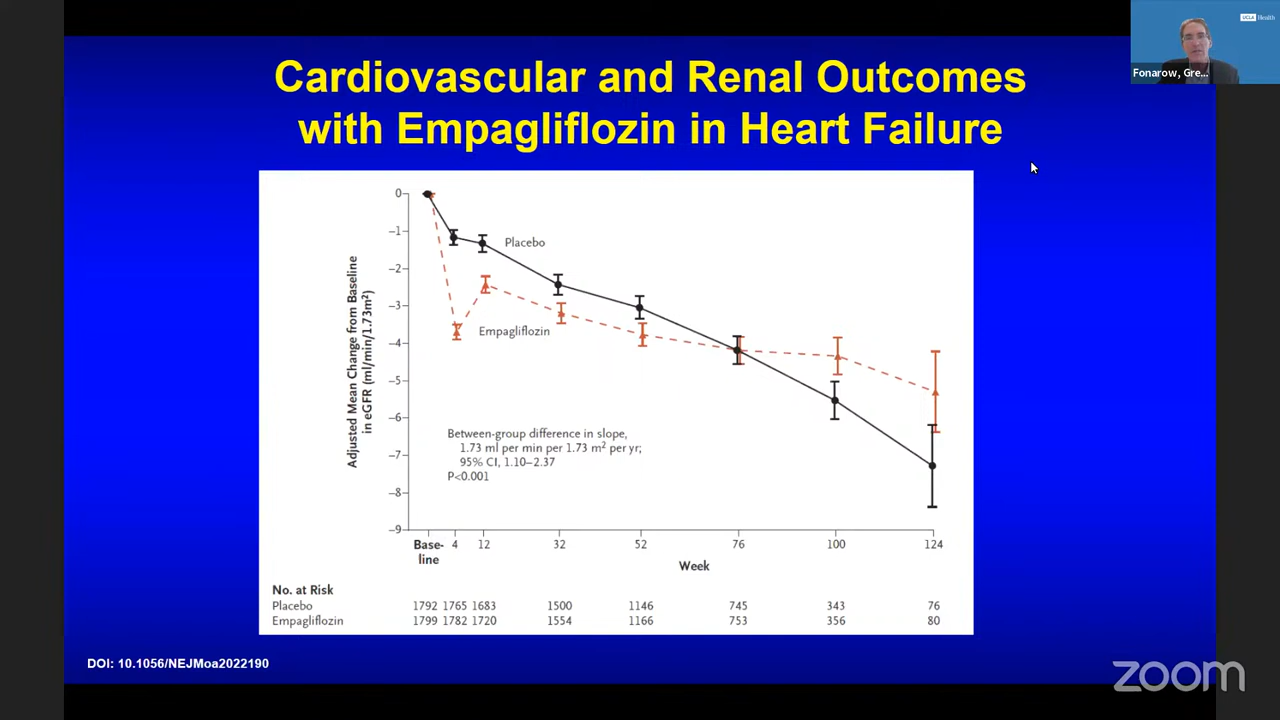 UCLA Health
Fonarow, Gre...
Cardiovascular and Renal Outcomes
with Empagliflozin in Heart Failure
Adjusted Mean Change from Baseline
in eGFR (ml/min/1.73m²)
0
−1
−2
−3
−4
−5
−6
−7
−8
−9
Placebo
Empagliflozin
Between-group difference in slope,
1.73 ml per min per 1.73 m² per yr;
95% CI, 1.10–2.37
P<0.001
Base- 4 12 32 52 76 100 124
line
Week
No. at Risk
Placebo 1792 1765 1683 1500 1146 745 343 76
Empagliflozin 1799 1782 1720 1554 1166 753 356 80
DOI: 10.1056/NEJMoa2022190
zoom